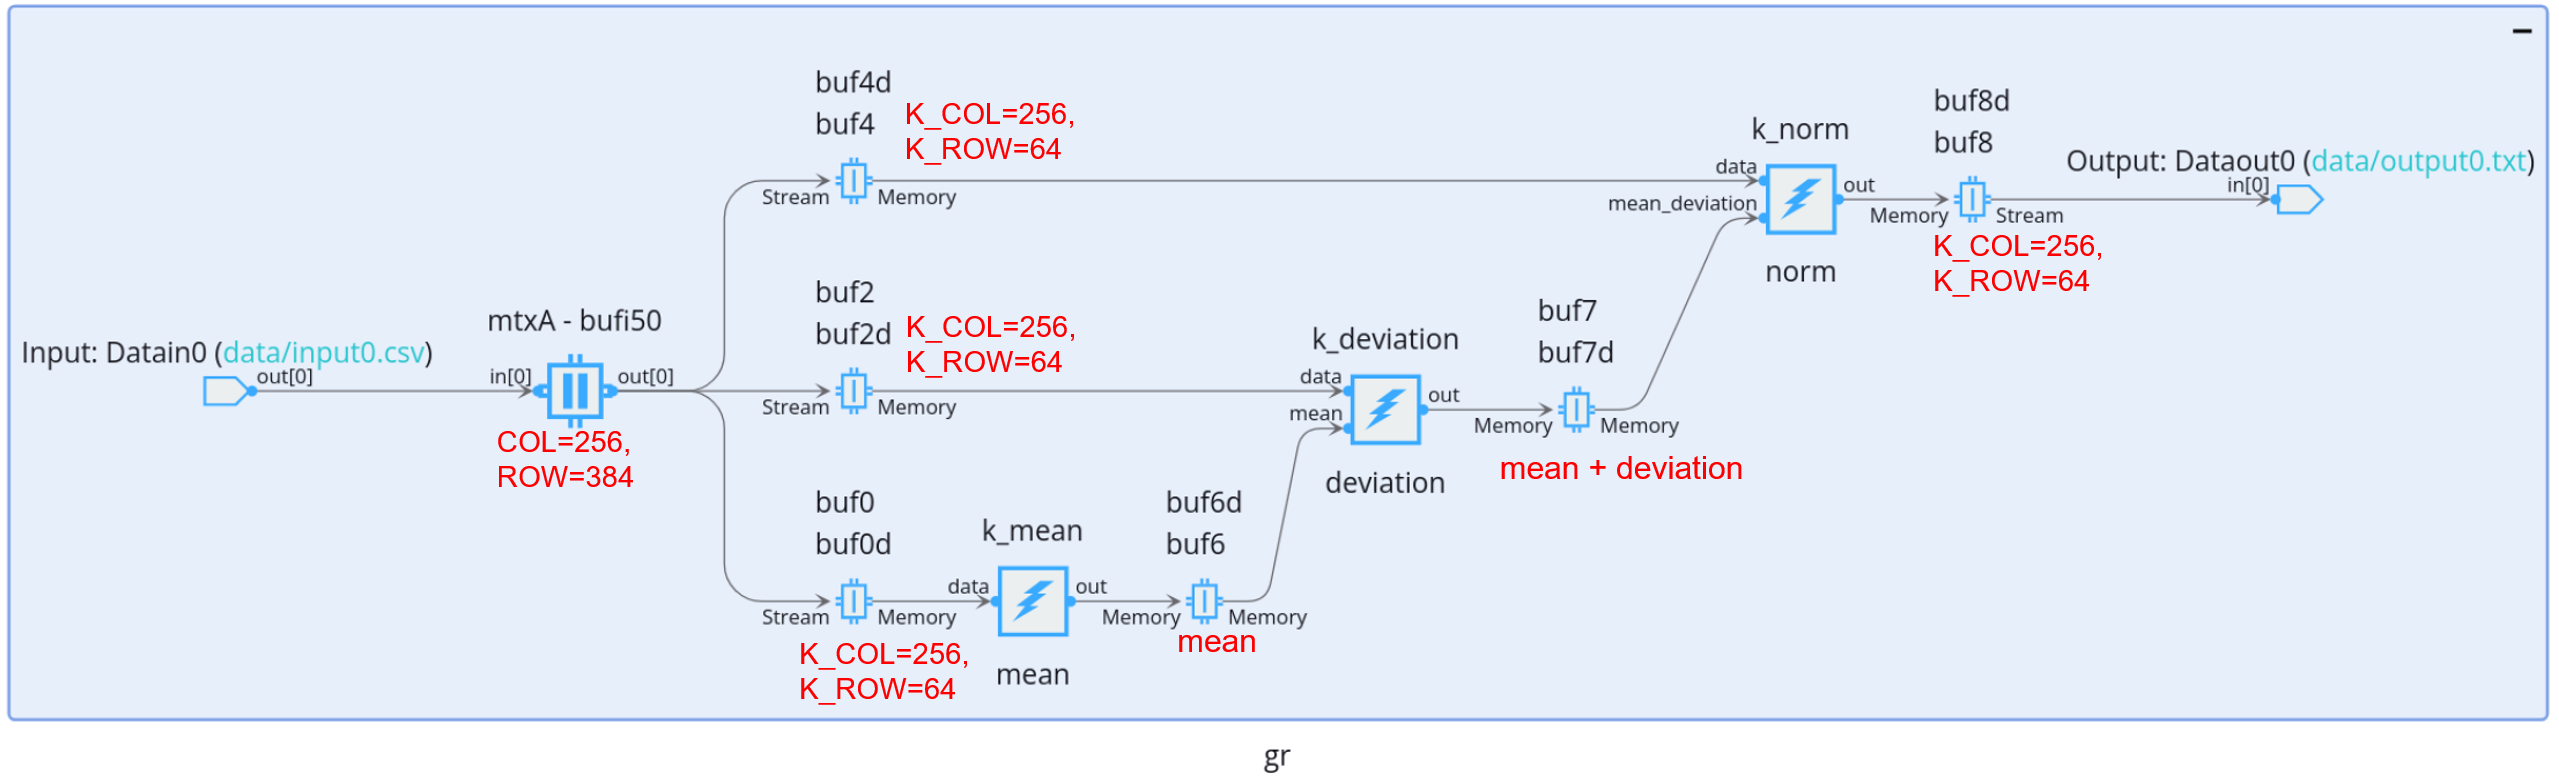 buf4d
buf4
K_COL=256,
K_ROW=64
Stream
Memory
k_norm
data
mean_deviation
out
norm
buf8d
buf8
Memory
Stream
K_COL=256,
K_ROW=64
Output: Dataout0 (data/output0.txt)
in[0]
Input: Datain0 (data/input0.csv)
out[0]
mtxA - bufi50
in[0]
out[0]
COL=256,
ROW=384
buf2
buf2d
K_COL=256,
K_ROW=64
Stream
Memory
k_deviation
data
mean
out
deviation
buf7
buf7d
Memory
Memory
mean + deviation
buf0
buf0d
Stream
Memory
K_COL=256,
K_ROW=64
k_mean
data
out
mean
buf6d
buf6
Memory
Memory
mean
gr